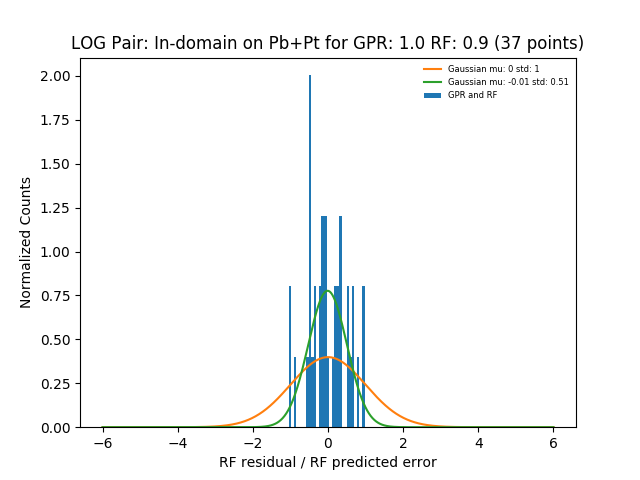 LOG Pair: In-domain on Pb+Pt for GPR: 1.0 RF: 0.9 (37 points)
Gaussian mu: 0 std: 1
Gaussian mu: -0.01 std: 0.51
GPR and RF
Normalized Counts
2.00
1.75
1.50
1.25
1.00
0.75
0.50
0.25
0.00
−6
−4
−2
0
2
4
6
RF residual / RF predicted error